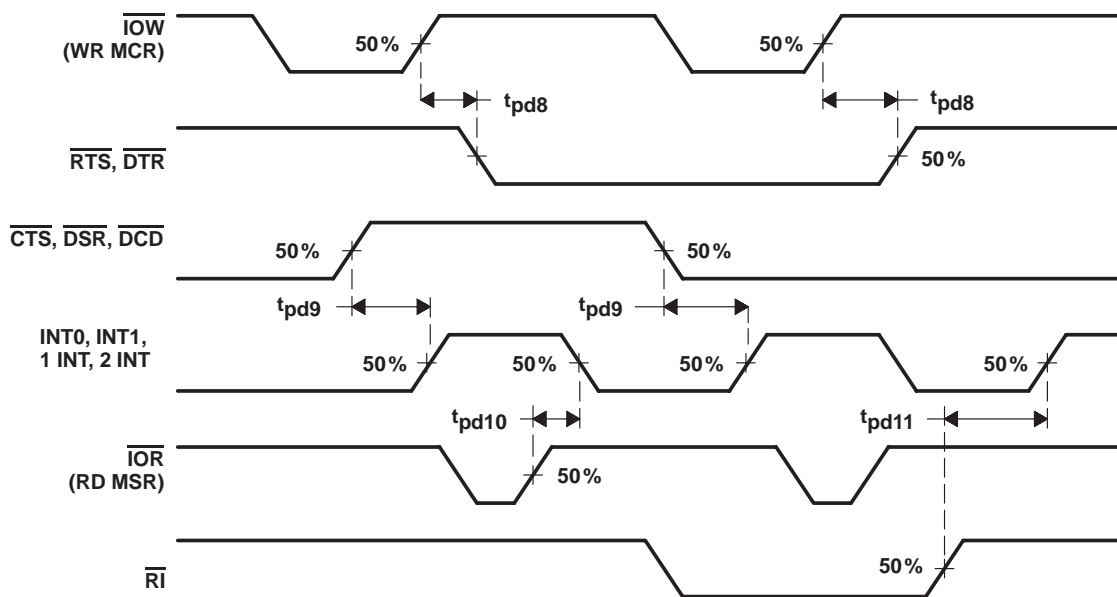 IOW
(WR MCR)
50%
50%
tpd8
tpd8
RTS, DTR
50%
CTS, DSR, DCD
50%
50%
tpd9
tpd9
INT0, INT1,
1 INT, 2 INT
50%
50%
50%
50%
tpd10
tpd11
IOR
(RD MSR)
50%
RI
50%